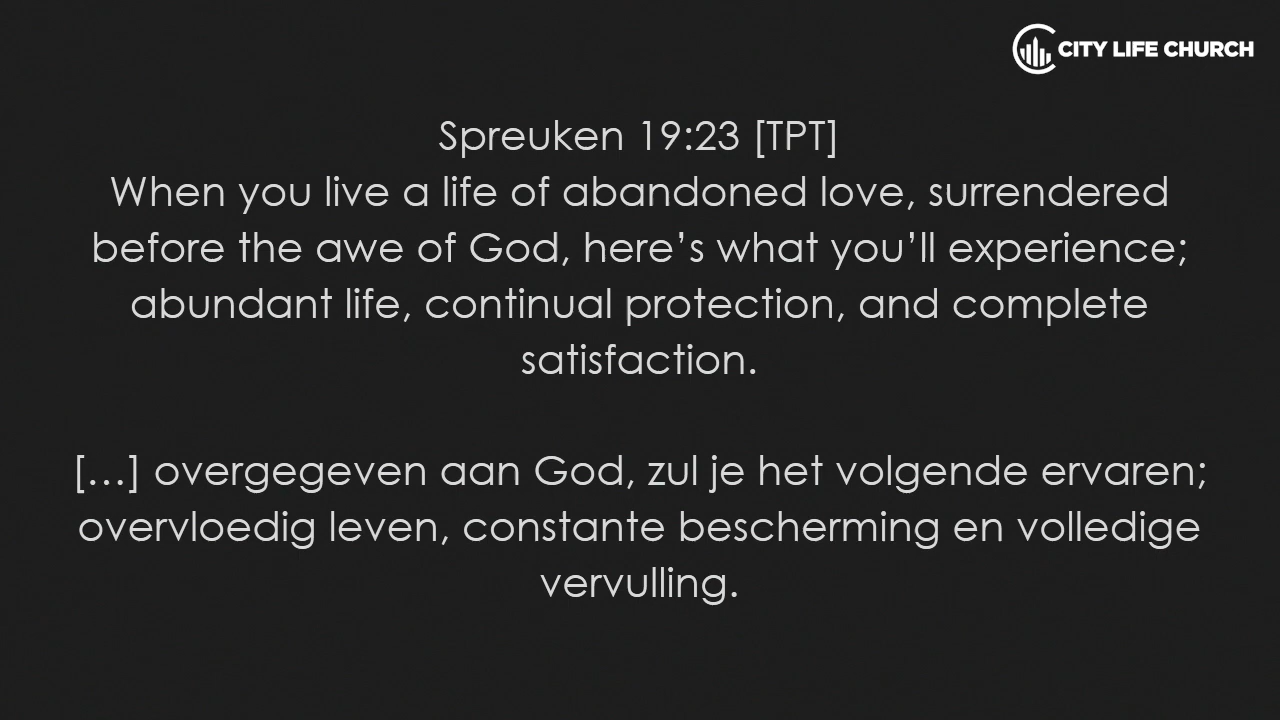 CITY LIFE CHURCH
Spreuken 19:23 [TPT]
When you live a life of abandoned love, surrendered
before the awe of God, here’s what you’ll experience;
abundant life, continual protection, and complete
satisfaction.
[…] overgegeven aan God, zul je het volgende ervaren;
overvloedig leven, constante bescherming en volledige
vervulling.